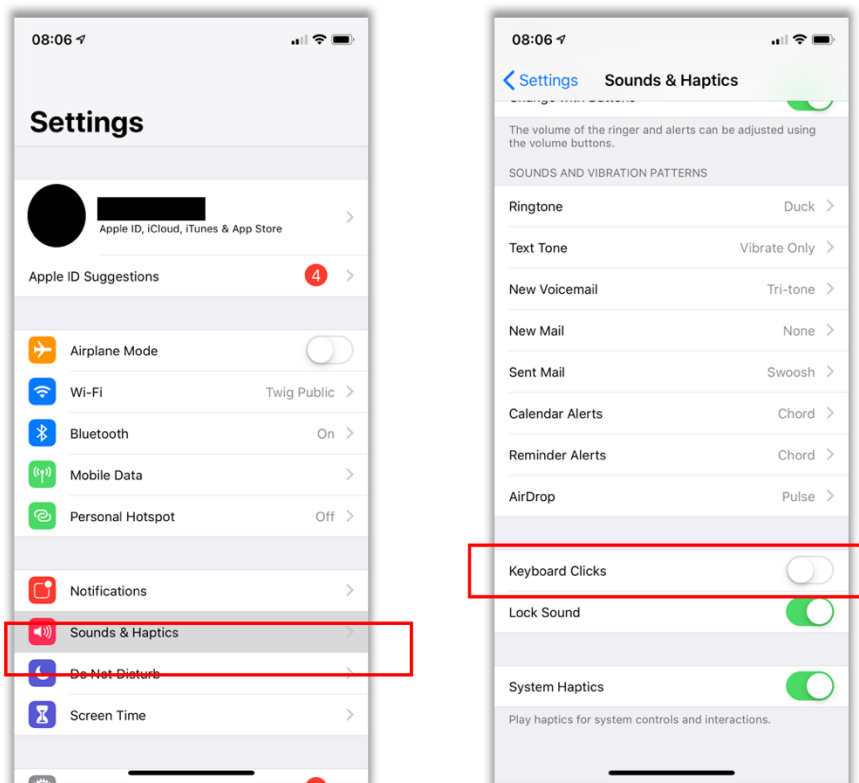 08:06
Settings
Apple ID, iCloud, iTunes & App Store
Apple ID Suggestions 4
Airplane Mode
Wi-Fi Twig Public
Bluetooth On
Mobile Data
Personal Hotspot Off
Notifications
Sounds & Haptics
Do Not Disturb
Screen Time
08:06
Settings Sounds & Haptics
Change with Buttons
The volume of the ringer and alerts can be adjusted using
the volume buttons.
SOUNDS AND VIBRATION PATTERNS
Ringtone Duck
Text Tone Vibrate Only
New Voicemail Tri-tone
New Mail None
Sent Mail Swoosh
Calendar Alerts Chord
Reminder Alerts Chord
AirDrop Pulse
Keyboard Clicks
Lock Sound
System Haptics
Play haptics for system controls and interactions.